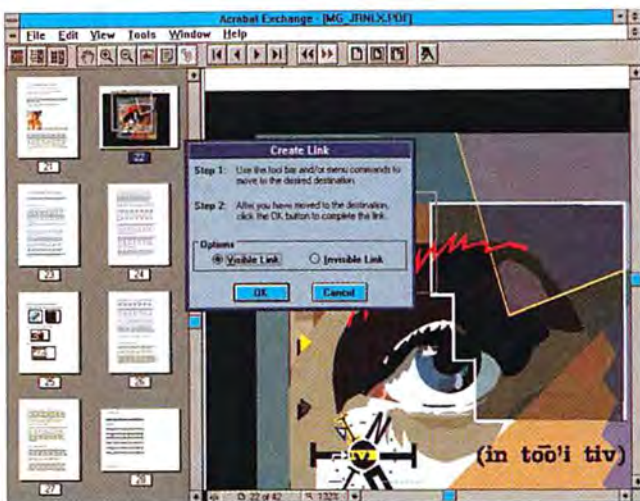 Acrobat Exchange - [MG_JRNLX.PDF]
File Edit View Tools Window Help
21
22
23
24
25
26
27
28
Create Link
Step 1: Use the tool bar and/or menu commands to
move to the desired destination.
Step 2: After you have moved to the destination,
click the OK button to complete the link.
Options
Visible Link Invisible Link
OK Cancel
N
(in tōō'i tiv)
22 of 42 132%